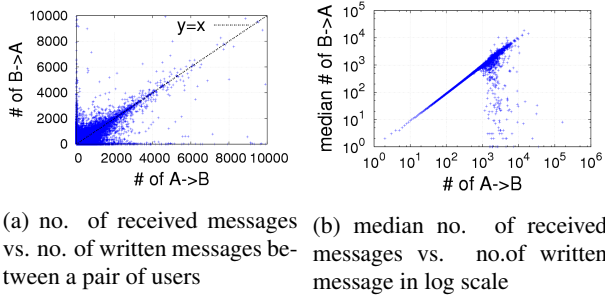 10000
8000
6000
4000
2000
0
# of B->A
y=x
0 2000 4000 6000 8000 10000
# of A->B
10^5
10^4
10^3
10^2
10^1
10^0
median # of B->A
10^0 10^1 10^2 10^3 10^4 10^5 10^6
# of A->B
(a) no. of received messages
vs. no. of written messages be-
tween a pair of users
(b) median no. of received
messages vs. no.of written
message in log scale